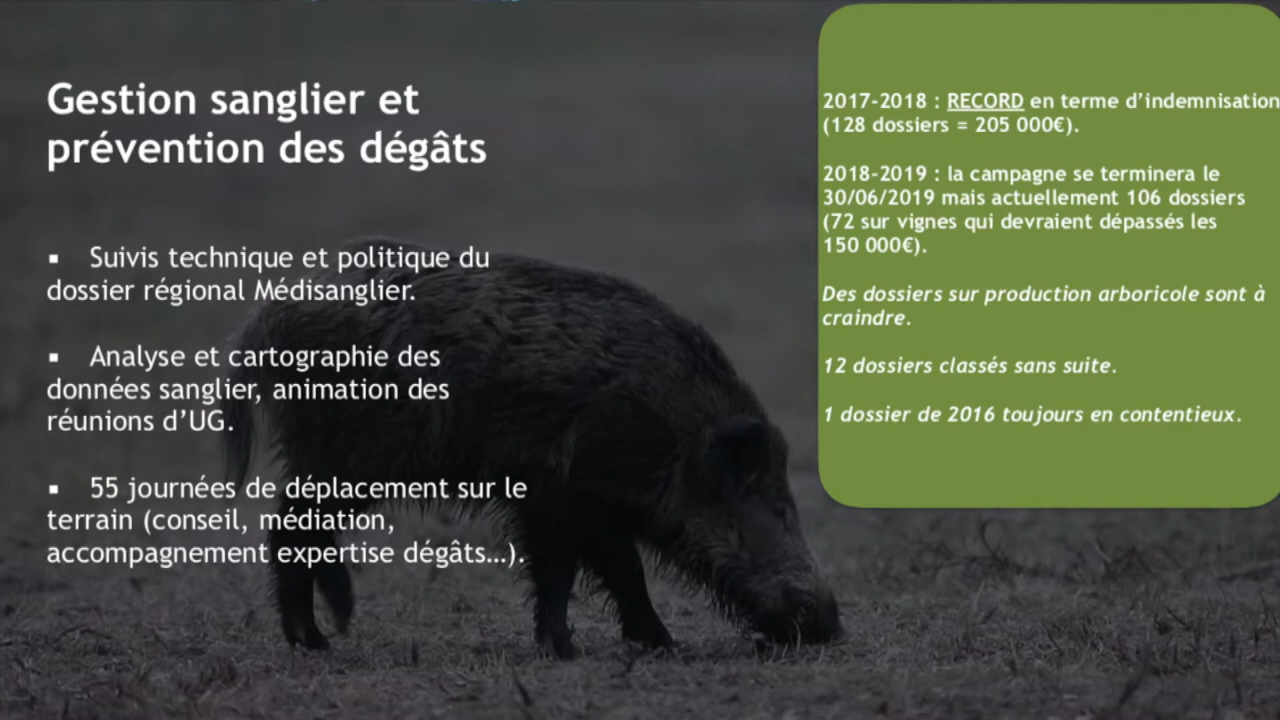 Gestion sanglier et
prévention des dégâts
▪ Suivis technique et politique du
dossier régional Médisanglier.
▪ Analyse et cartographie des
données sanglier, animation des
réunions d’UG.
▪ 55 journées de déplacement sur le
terrain (conseil, médiation,
accompagnement expertise dégâts…).
2017-2018 : RECORD en terme d’indemnisation
(128 dossiers = 205 000€).
2018-2019 : la campagne se terminera le
30/06/2019 mais actuellement 106 dossiers
(72 sur vignes qui devraient dépassés les
150 000€).
Des dossiers sur production arboricole sont à
craindre.
12 dossiers classés sans suite.
1 dossier de 2016 toujours en contentieux.